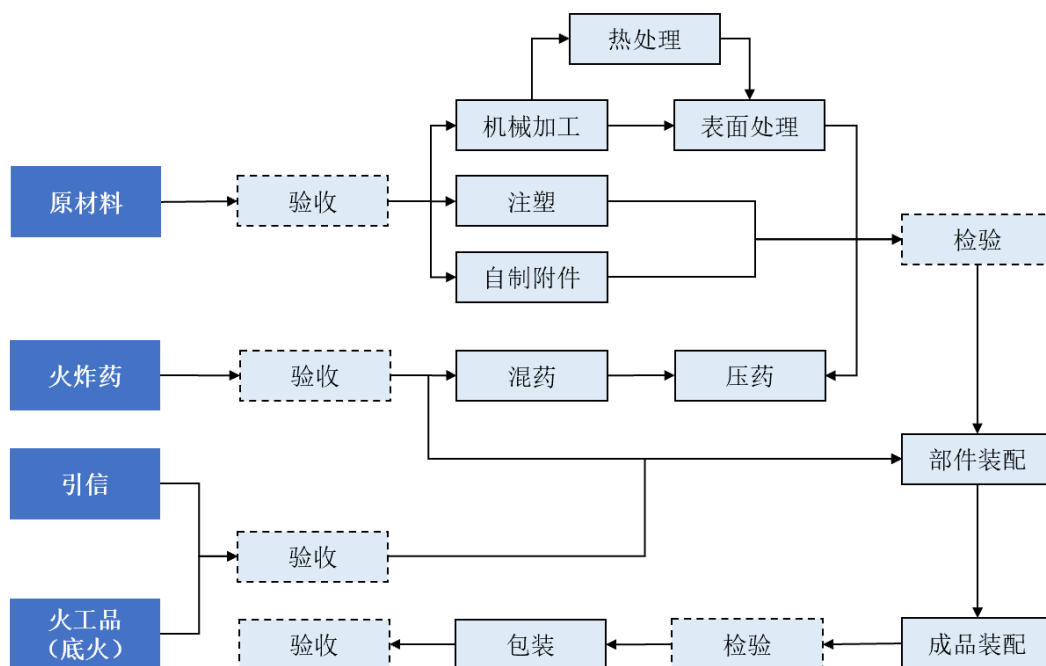 热处理
机械加工
表面处理
原材料
验收
注塑
检验
自制附件
火炸药
验收
混药
压药
部件装配
引信
验收
火工品
（底火）
验收
包装
检验
成品装配